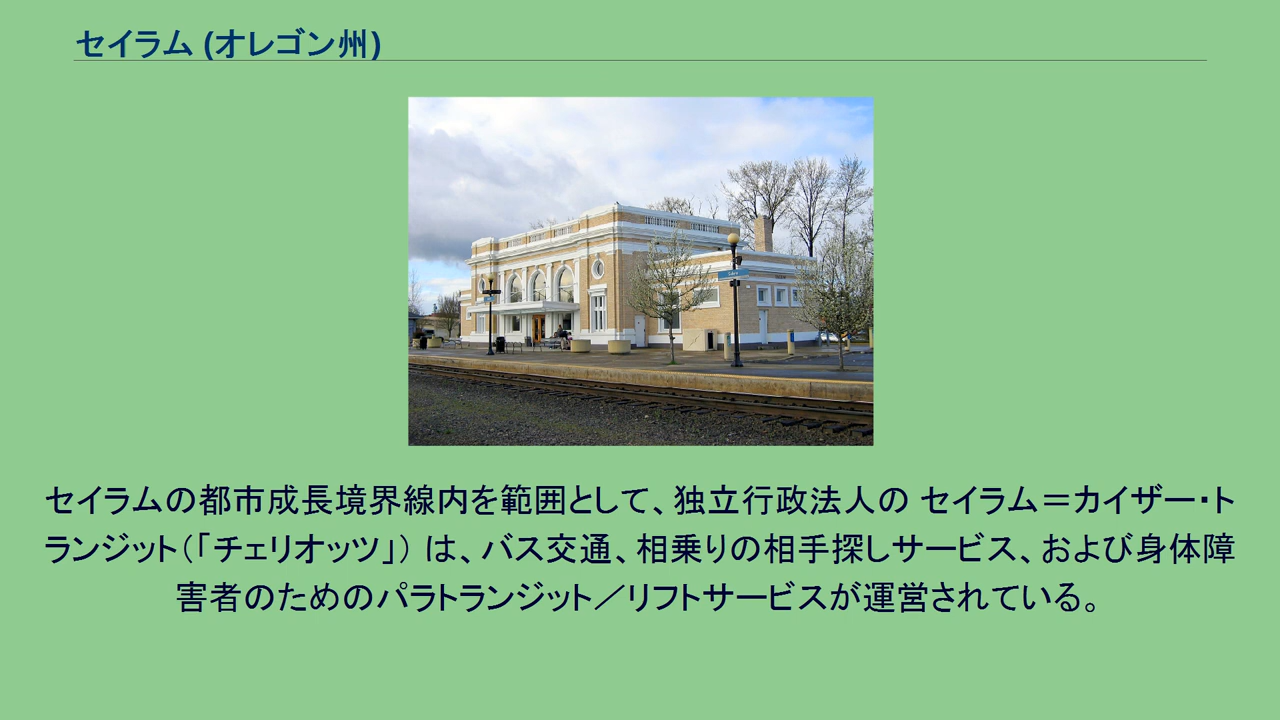 セイラム (オレゴン州)
セイラムの都市成長境界線内を範囲として、独立行政法人の セイラム＝カイザー・ト
ランジット（「チェリオッツ」） は、バス交通、相乗りの相手探しサービス、および身体障
害者のためのパラトランジット／リフトサービスが運営されている。